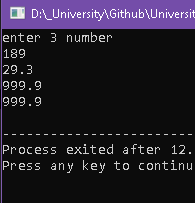 D:\_University\Github\Universit
enter 3 number
189
29.3
999.9
999.9
-----------------------
Process exited after 12.
Press any key to continu